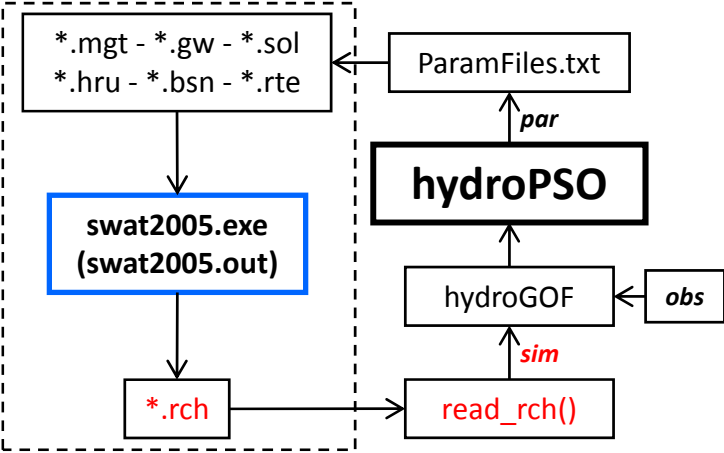 *.mgt - *.gw - *.sol
*.hru - *.bsn - *.rte
ParamFiles.txt
par
hydroPSO
swat2005.exe
(swat2005.out)
hydroGOF
obs
sim
*.rch
read_rch()